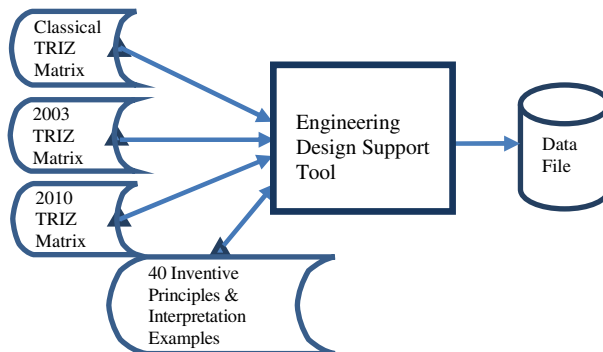 Classical
TRIZ
Matrix
2003
TRIZ
Matrix
2010
TRIZ
Matrix
40 Inventive
Principles &
Interpretation
Examples
Engineering
Design Support
Tool
Data
File